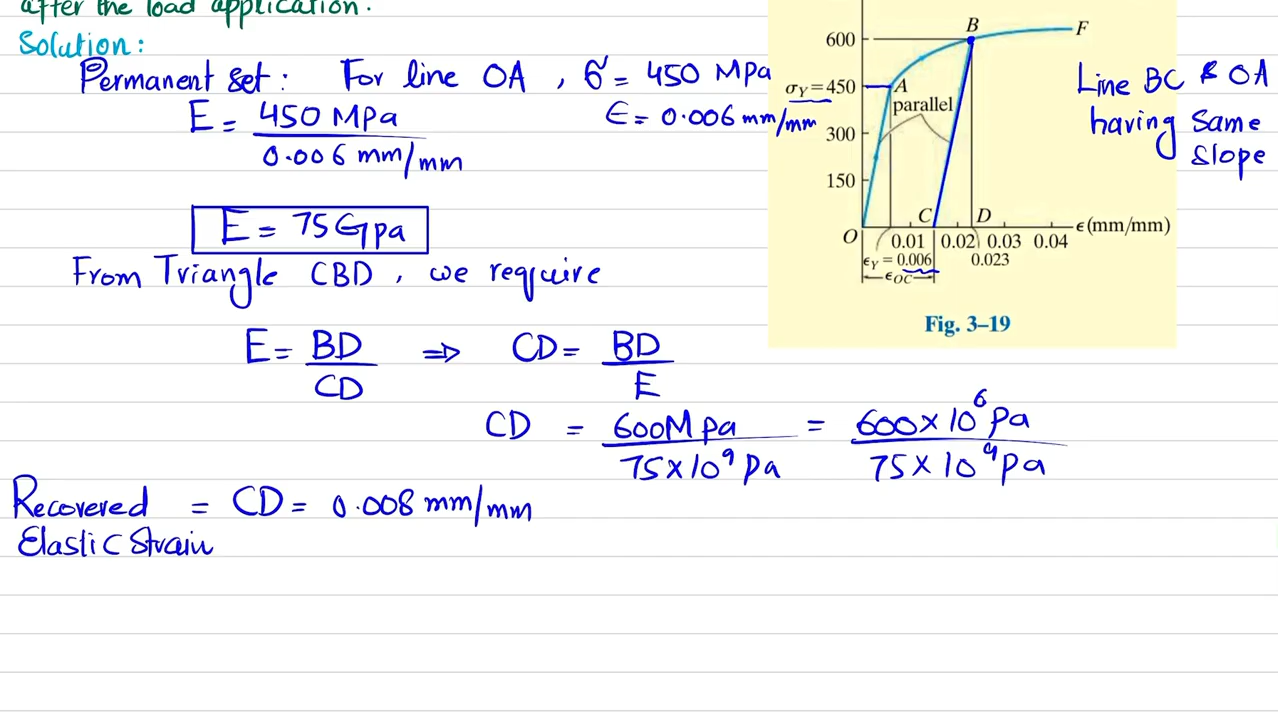 after the load application.
Solution:
Permanent set: For line OA, σ = 450 MPa
E = 450 MPa / 0.006 mm/mm
ϵ = 0.006 mm/mm
E = 75 Gpa
From Triangle CBD, we require
E = BD / CD ⇒ CD = BD / E
CD = 600 M pa / 75 × 10⁹ pa = 600 × 10⁶ pa / 75 × 10⁹ pa
Recovered = CD = 0.008 mm/mm
Elastic Strain
600
B
F
σY = 450
A
parallel
300
150
C
D
O
0.01 0.02 0.03 0.04
ϵ (mm/mm)
ϵY = 0.006
0.023
ϵOC
Fig. 3–19
Line BC & OA
having same
slope